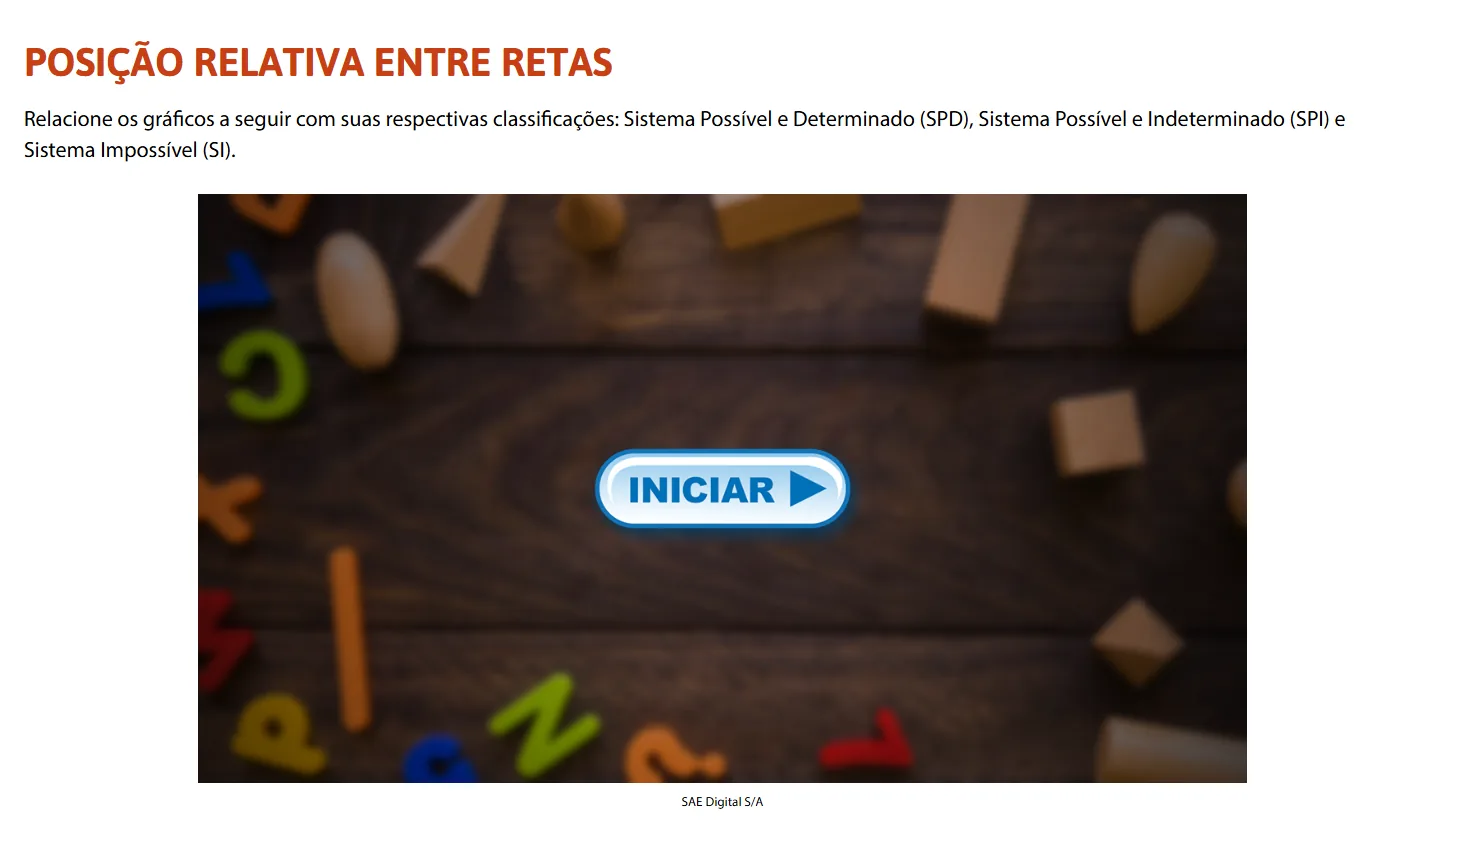 POSIÇÃO RELATIVA ENTRE RETAS
Relacione os gráficos a seguir com suas respectivas classificações: Sistema Possível e Determinado (SPD), Sistema Possível e Indeterminado (SPI) e
Sistema Impossível (SI).
INICIAR
SAE Digital S/A